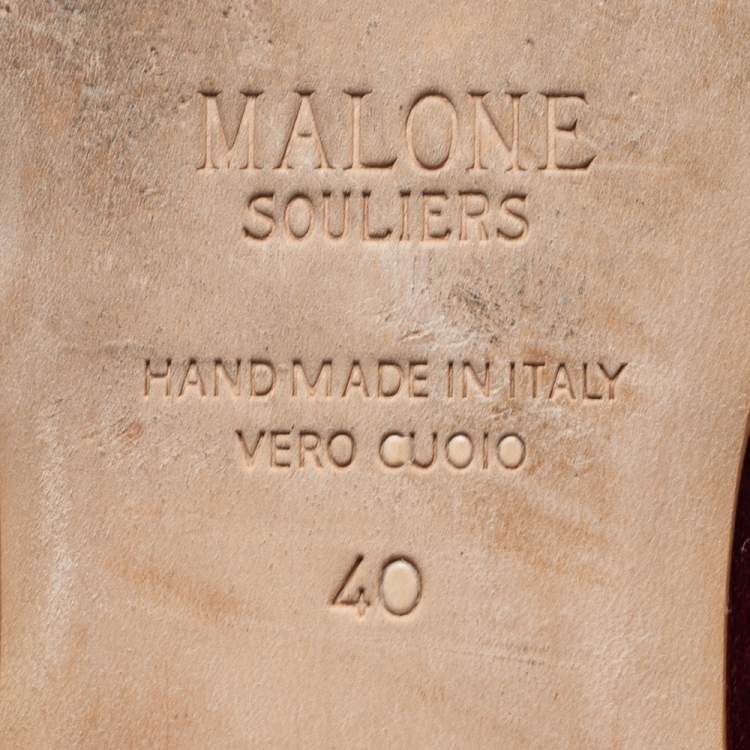 MALONE
SOULIERS
HAND MADE IN ITALY
VERO CUOIO
40